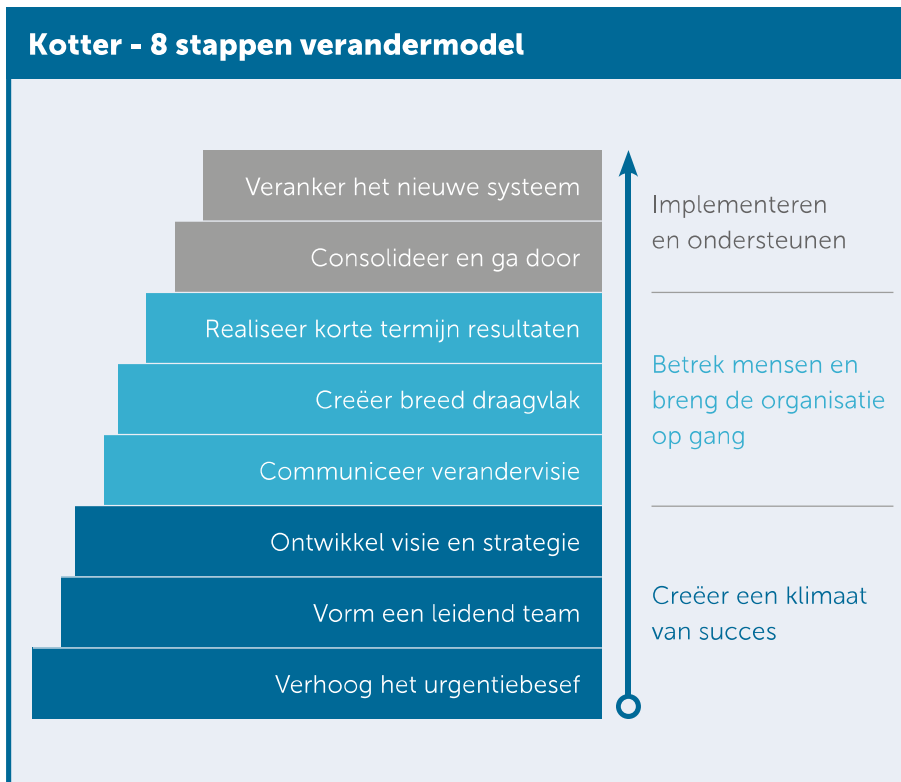 Kotter - 8 stappen verandermodel
Veranker het nieuwe systeem
Consolideer en ga door
Realiseer korte termijn resultaten
Creëer breed draagvlak
Communiceer verandervisie
Ontwikkel visie en strategie
Vorm een leidend team
Verhoog het urgentiebesef
Implementeren
en ondersteunen
Betrek mensen en
breng de organisatie
op gang
Creëer een klimaat
van succes